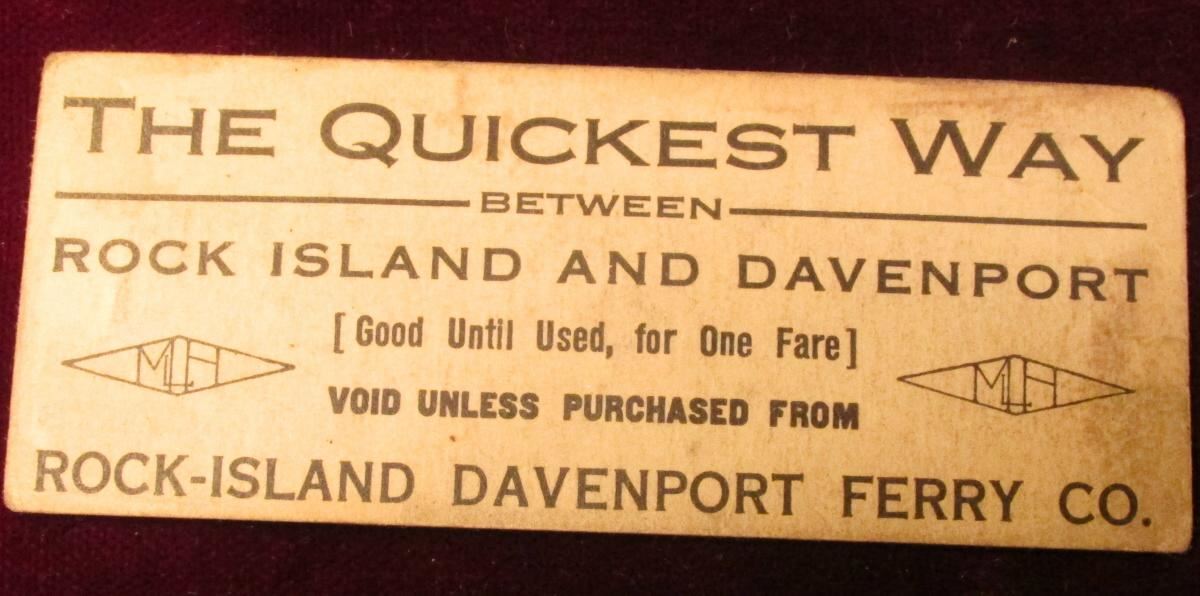 THE QUICKEST WAY
BETWEEN
ROCK ISLAND AND DAVENPORT
[Good Until Used, for One Fare]
VOID UNLESS PURCHASED FROM
ROCK-ISLAND DAVENPORT FERRY CO.